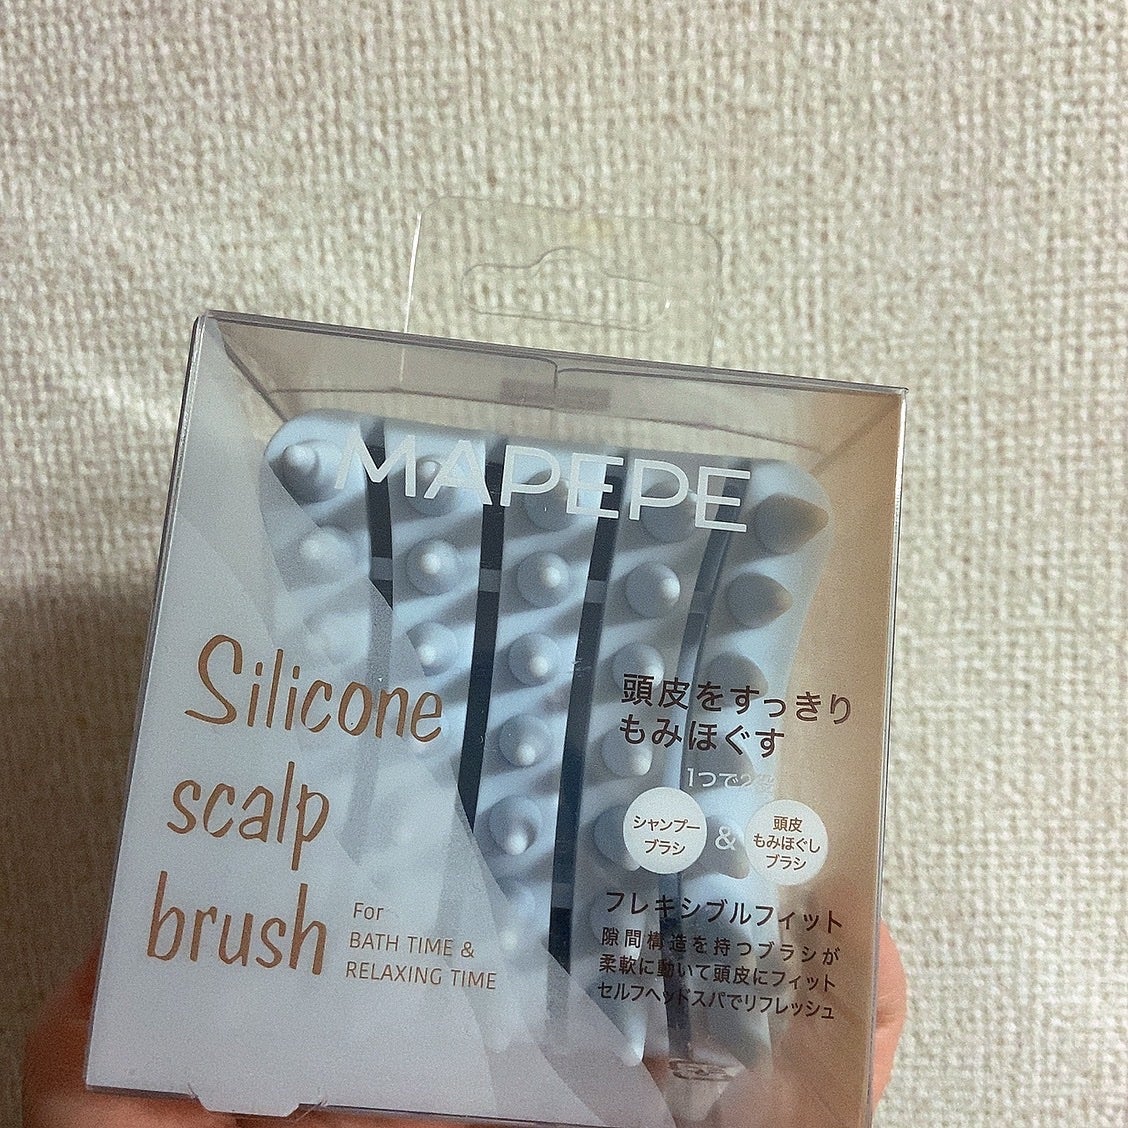 MAPEPE
Silicone
scalp
brush
For
BATH TIME &
RELAXING TIME
頭皮をすっきり
もみほぐす
1つで2
シャンプー
ブラシ
&
頭皮
もみほぐし
ブラシ
フレキシブルフィット
隙間構造を持つブラシが
柔軟に動いて頭皮にフィット
セルフヘッドスパでリフレッシュ